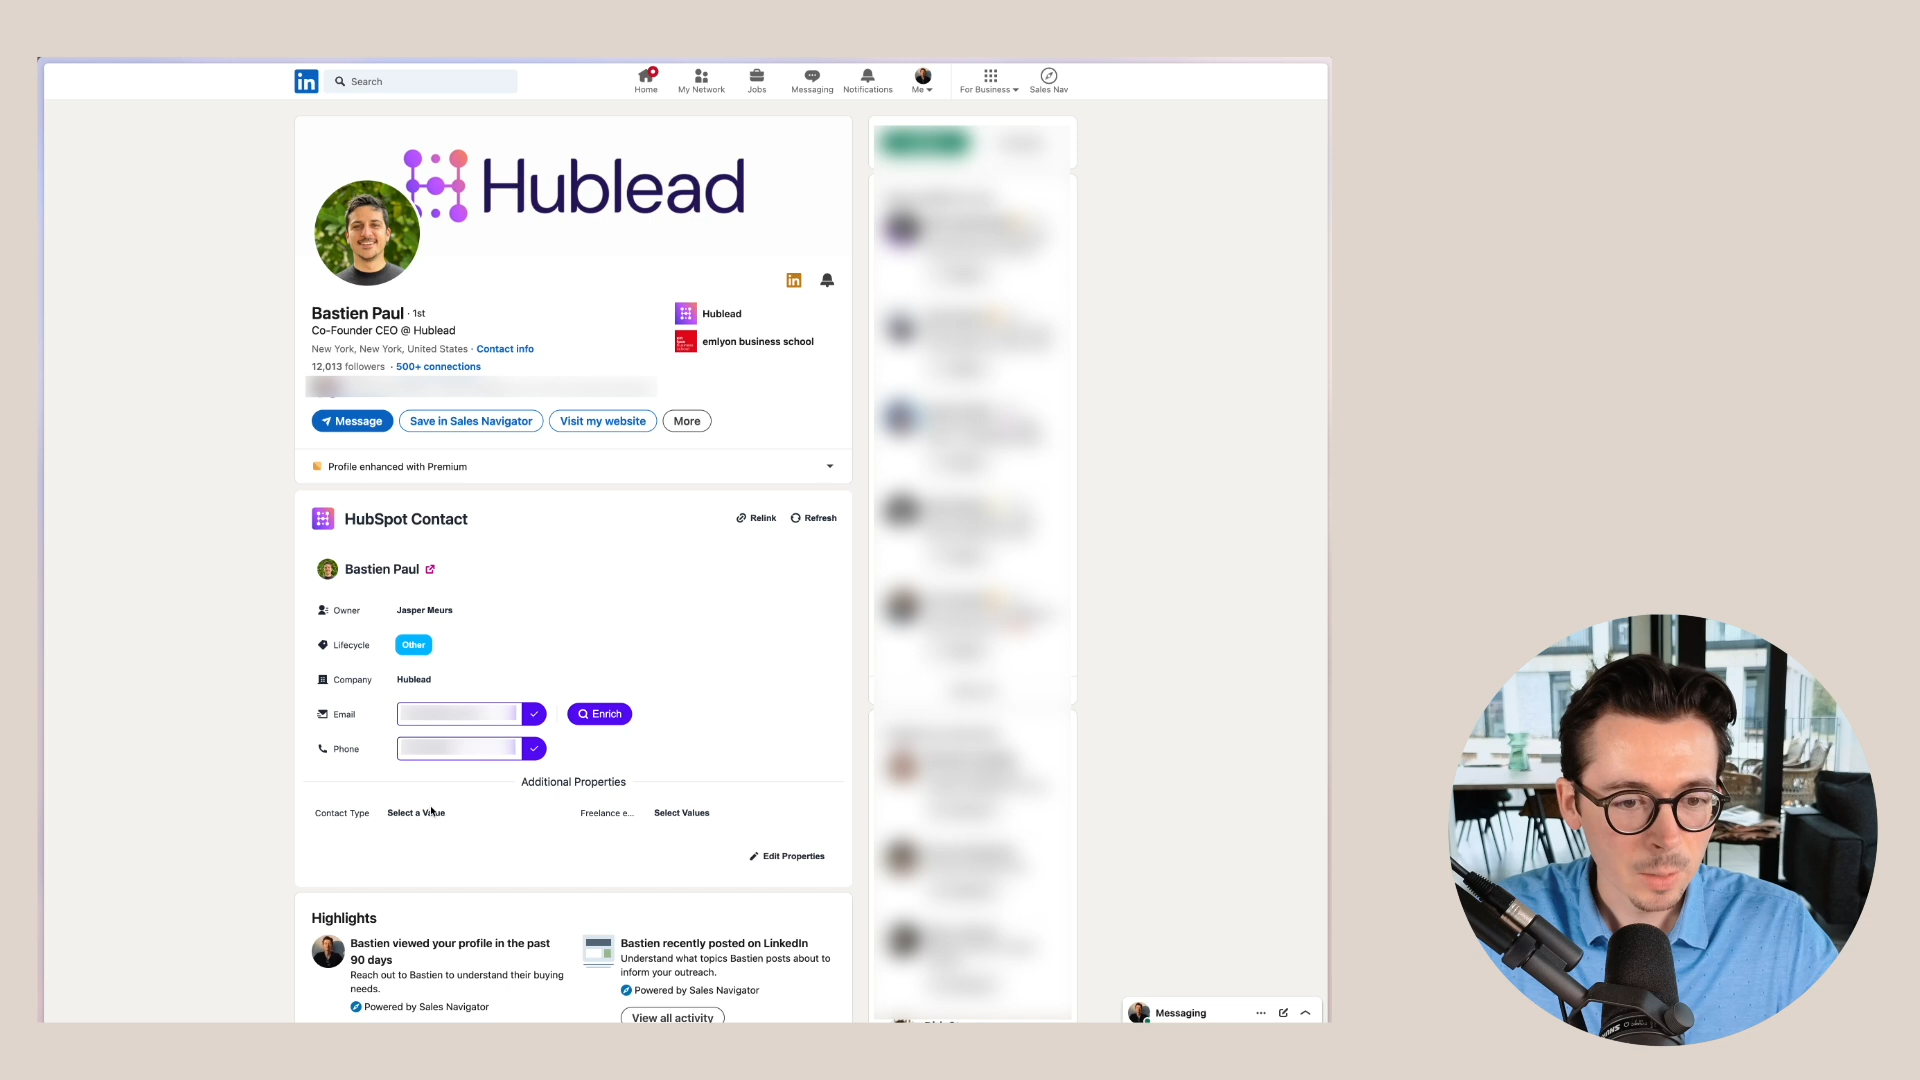 in
Search
Home
My Network
Jobs
Messaging
Notifications
Me
For Business
Sales Nav
Hublead
in
Bastien Paul · 1st
Co-Founder CEO @ Hublead
New York, New York, United States · Contact info
12,013 followers · 500+ connections
Hublead
emlyon business school
Message
Save in Sales Navigator
Visit my website
More
Profile enhanced with Premium
HubSpot Contact
Relink
Refresh
Bastien Paul
Owner
Jasper Meurs
Lifecycle
Other
Company
Hublead
Email
Enrich
Phone
Additional Properties
Contact Type
Select a Value
Freelance e...
Select Values
Edit Properties
Highlights
Bastien viewed your profile in the past
90 days
Reach out to Bastien to understand their buying
needs.
Powered by Sales Navigator
Bastien recently posted on LinkedIn
Understand what topics Bastien posts about to
inform your outreach.
Powered by Sales Navigator
View all activity
Messaging